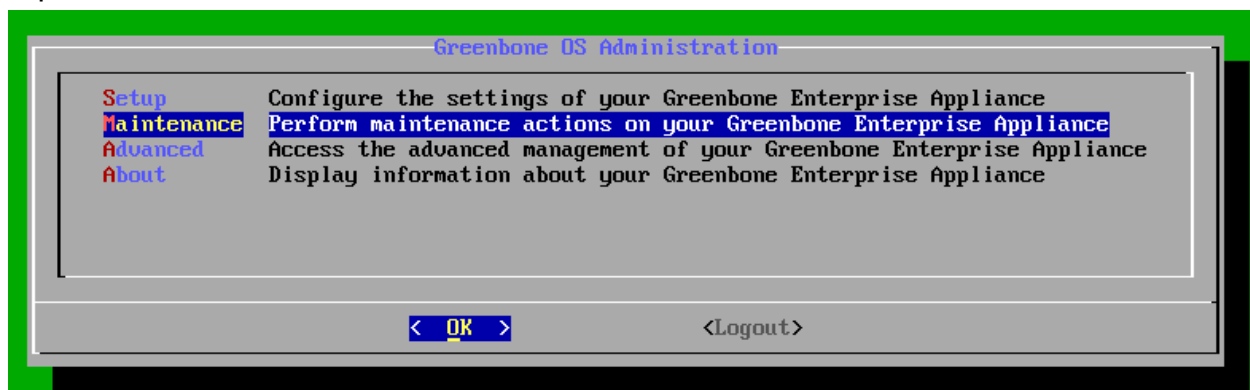 Greenbone OS Administration
Setup Configure the settings of your Greenbone Enterprise Appliance
Maintenance Perform maintenance actions on your Greenbone Enterprise Appliance
Advanced Access the advanced management of your Greenbone Enterprise Appliance
About Display information about your Greenbone Enterprise Appliance
< OK > <Logout>